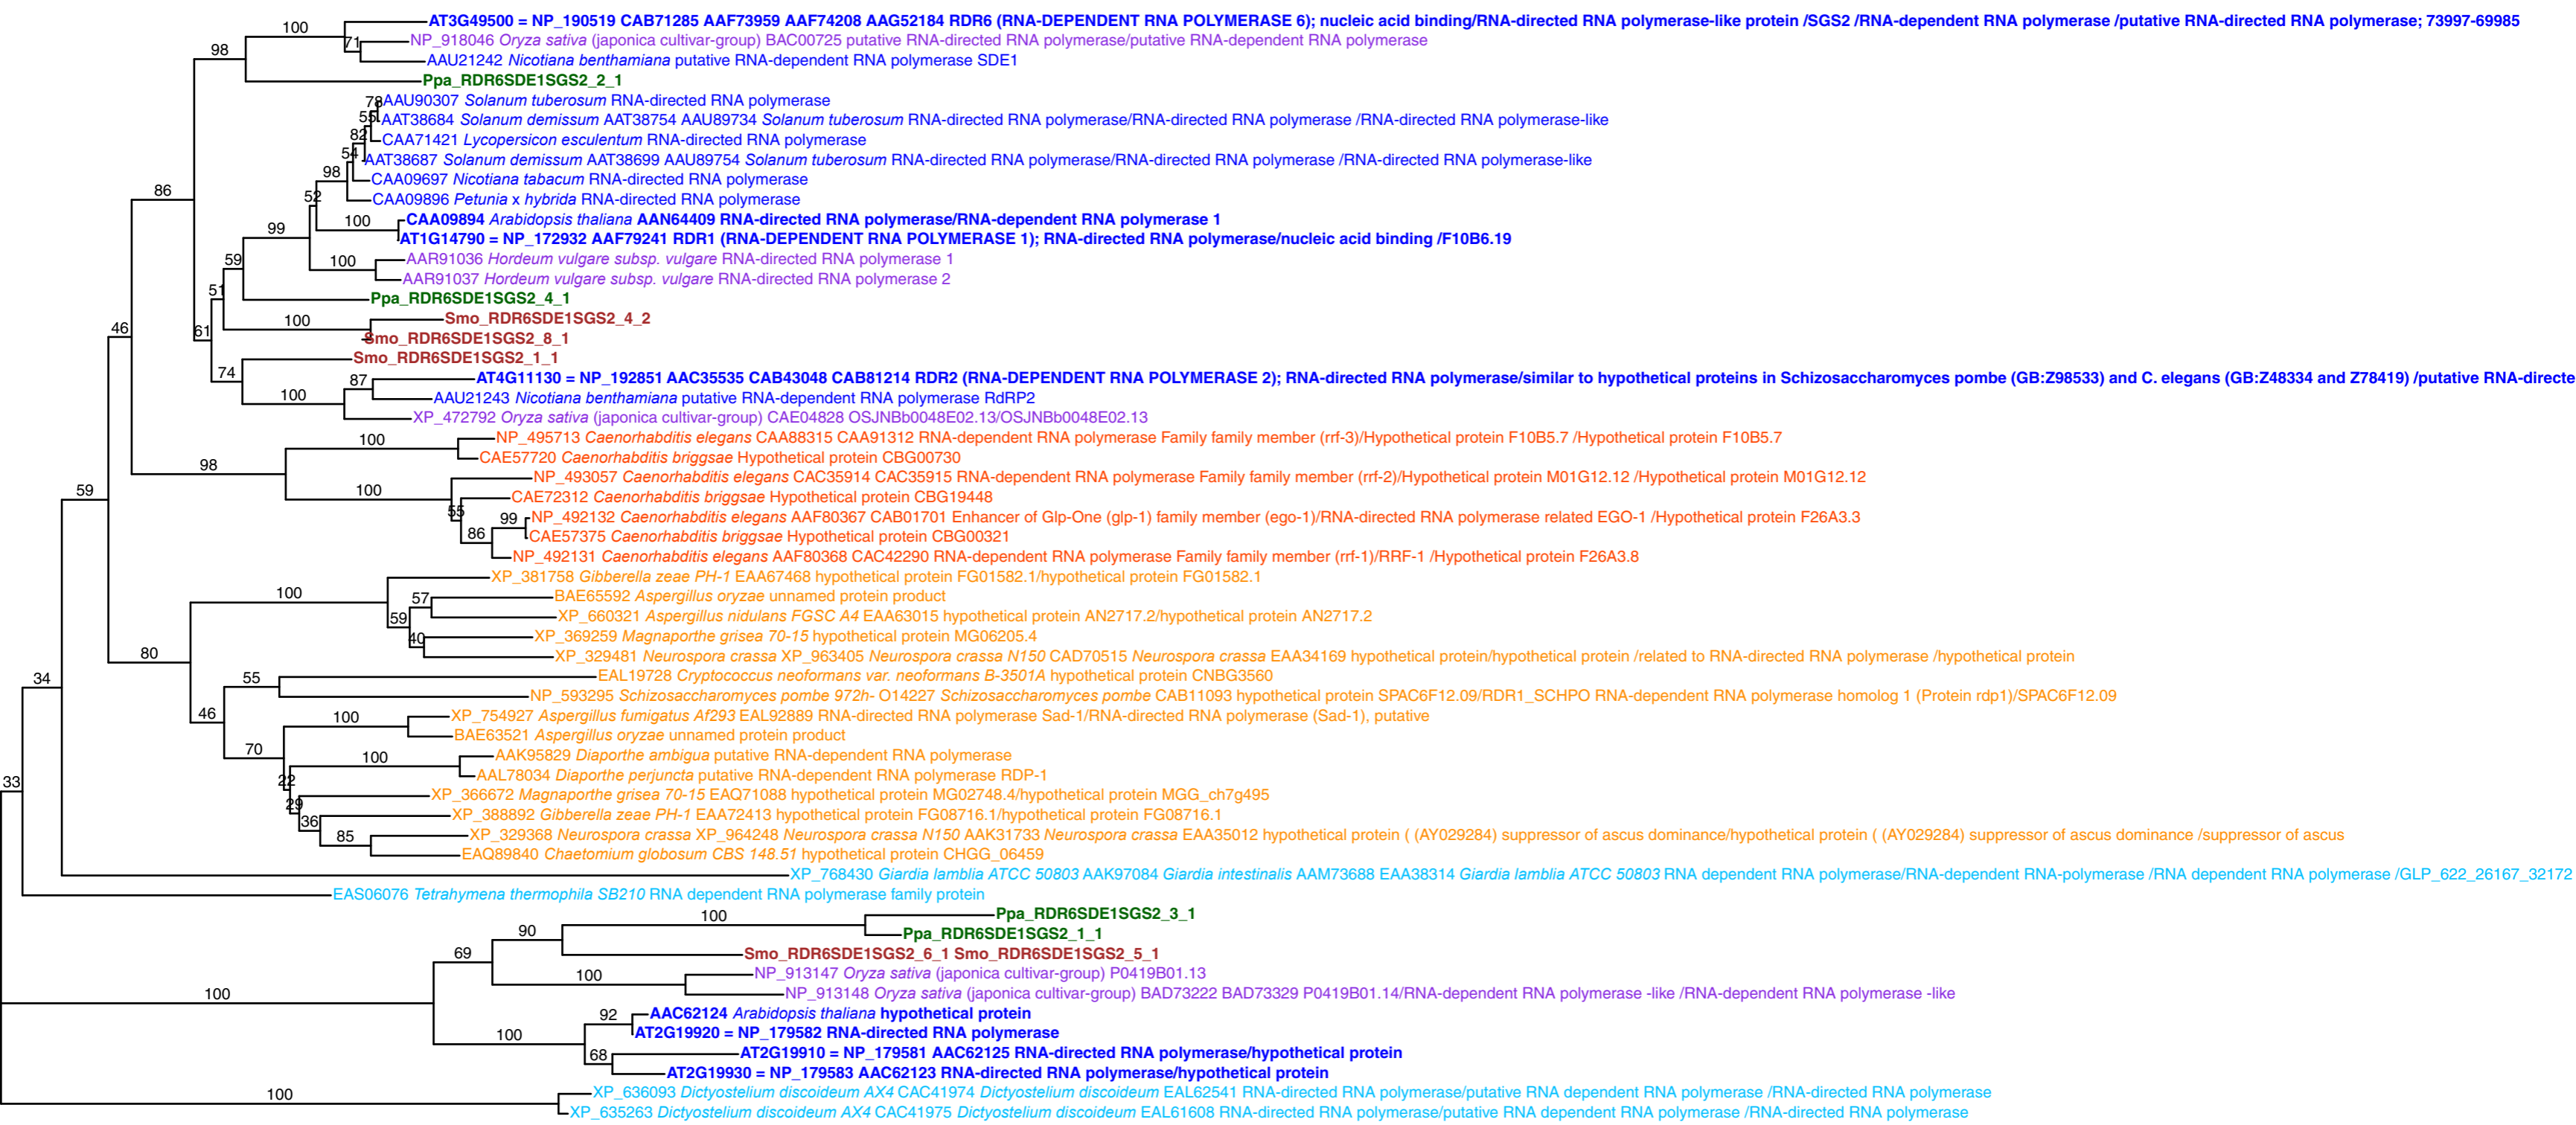 AT3G49500 = NP_190519 CAB71285 AAF73959 AAF74208 AAG52184 RDR6 (RNA-DEPENDENT RNA POLYMERASE 6); nucleic acid binding/RNA-directed RNA polymerase-like protein /SGS2 /RNA-dependent RNA polymerase /putative RNA-directed RNA polymerase; 73997-69985
100
71
NP_918046 Oryza sativa (japonica cultivar-group) BAC00725 putative RNA-directed RNA polymerase/putative RNA-dependent RNA polymerase
98
AAU21242 Nicotiana benthamiana putative RNA-dependent RNA polymerase SDE1
Ppa_RDR6SDE1SGS2_2_1
78
AAU90307 Solanum tuberosum RNA-directed RNA polymerase
55
AAT38684 Solanum demissum AAT38754 AAU89734 Solanum tuberosum RNA-directed RNA polymerase/RNA-directed RNA polymerase /RNA-directed RNA polymerase-like
82
CAA71421 Lycopersicon esculentum RNA-directed RNA polymerase
54
AAT38687 Solanum demissum AAT38699 AAU89754 Solanum tuberosum RNA-directed RNA polymerase/RNA-directed RNA polymerase /RNA-directed RNA polymerase-like
98
CAA09697 Nicotiana tabacum RNA-directed RNA polymerase
86
52
CAA09896 Petunia x hybrida RNA-directed RNA polymerase
100
CAA09894 Arabidopsis thaliana AAN64409 RNA-directed RNA polymerase/RNA-dependent RNA polymerase 1
99
AT1G14790 = NP_172932 AAF79241 RDR1 (RNA-DEPENDENT RNA POLYMERASE 1); RNA-directed RNA polymerase/nucleic acid binding /F10B6.19
59
100
AAR91036 Hordeum vulgare subsp. vulgare RNA-directed RNA polymerase 1
AAR91037 Hordeum vulgare subsp. vulgare RNA-directed RNA polymerase 2
51
Ppa_RDR6SDE1SGS2_4_1
100
Smo_RDR6SDE1SGS2_4_2
46
61
Smo_RDR6SDE1SGS2_8_1
Smo_RDR6SDE1SGS2_1_1
74
87
AT4G11130 = NP_192851 AAC35535 CAB43048 CAB81214 RDR2 (RNA-DEPENDENT RNA POLYMERASE 2); RNA-directed RNA polymerase/similar to hypothetical proteins in Schizosaccharomyces pombe (GB:Z98533) and C. elegans (GB:Z48334 and Z78419) /putative RNA-directe
100
AAU21243 Nicotiana benthamiana putative RNA-dependent RNA polymerase RdRP2
XP_472792 Oryza sativa (japonica cultivar-group) CAE04828 OSJNBb0048E02.13/OSJNBb0048E02.13
100
NP_495713 Caenorhabditis elegans CAA88315 CAA91312 RNA-dependent RNA polymerase Family family member (rrf-3)/Hypothetical protein F10B5.7 /Hypothetical protein F10B5.7
98
CAE57720 Caenorhabditis briggsae Hypothetical protein CBG00730
NP_493057 Caenorhabditis elegans CAC35914 CAC35915 RNA-dependent RNA polymerase Family family member (rrf-2)/Hypothetical protein M01G12.12 /Hypothetical protein M01G12.12
59
100
CAE72312 Caenorhabditis briggsae Hypothetical protein CBG19448
55
99
NP_492132 Caenorhabditis elegans AAF80367 CAB01701 Enhancer of Glp-One (glp-1) family member (ego-1)/RNA-directed RNA polymerase related EGO-1 /Hypothetical protein F26A3.3
86
CAE57375 Caenorhabditis briggsae Hypothetical protein CBG00321
NP_492131 Caenorhabditis elegans AAF80368 CAC42290 RNA-dependent RNA polymerase Family family member (rrf-1)/RRF-1 /Hypothetical protein F26A3.8
XP_381758 Gibberella zeae PH-1 EAA67468 hypothetical protein FG01582.1/hypothetical protein FG01582.1
100
57
BAE65592 Aspergillus oryzae unnamed protein product
59
XP_660321 Aspergillus nidulans FGSC A4 EAA63015 hypothetical protein AN2717.2/hypothetical protein AN2717.2
40
XP_369259 Magnaporthe grisea 70-15 hypothetical protein MG06205.4
80
XP_329481 Neurospora crassa XP_963405 Neurospora crassa N150 CAD70515 Neurospora crassa EAA34169 hypothetical protein/hypothetical protein /related to RNA-directed RNA polymerase /hypothetical protein
34
55
EAL19728 Cryptococcus neoformans var. neoformans B-3501A hypothetical protein CNBG3560
NP_593295 Schizosaccharomyces pombe 972h- O14227 Schizosaccharomyces pombe CAB11093 hypothetical protein SPAC6F12.09/RDR1_SCHPO RNA-dependent RNA polymerase homolog 1 (Protein rdp1)/SPAC6F12.09
46
100
XP_754927 Aspergillus fumigatus Af293 EAL92889 RNA-directed RNA polymerase Sad-1/RNA-directed RNA polymerase (Sad-1), putative
BAE63521 Aspergillus oryzae unnamed protein product
70
100
AAK95829 Diaporthe ambigua putative RNA-dependent RNA polymerase
33
22
AAL78034 Diaporthe perjuncta putative RNA-dependent RNA polymerase RDP-1
29
XP_366672 Magnaporthe grisea 70-15 EAQ71088 hypothetical protein MG02748.4/hypothetical protein MGG_ch7g495
36
XP_388892 Gibberella zeae PH-1 EAA72413 hypothetical protein FG08716.1/hypothetical protein FG08716.1
85
XP_329368 Neurospora crassa XP_964248 Neurospora crassa N150 AAK31733 Neurospora crassa EAA35012 hypothetical protein ( (AY029284) suppressor of ascus dominance/hypothetical protein ( (AY029284) suppressor of ascus dominance /suppressor of ascus
EAQ89840 Chaetomium globosum CBS 148.51 hypothetical protein CHGG_06459
XP_768430 Giardia lamblia ATCC 50803 AAK97084 Giardia intestinalis AAM73688 EAA38314 Giardia lamblia ATCC 50803 RNA dependent RNA polymerase/RNA-dependent RNA-polymerase /RNA dependent RNA polymerase /GLP_622_26167_32172
EAS06076 Tetrahymena thermophila SB210 RNA dependent RNA polymerase family protein
100
Ppa_RDR6SDE1SGS2_3_1
90
Ppa_RDR6SDE1SGS2_1_1
69
Smo_RDR6SDE1SGS2_6_1 Smo_RDR6SDE1SGS2_5_1
100
NP_913147 Oryza sativa (japonica cultivar-group) P0419B01.13
100
NP_913148 Oryza sativa (japonica cultivar-group) BAD73222 BAD73329 P0419B01.14/RNA-dependent RNA polymerase -like /RNA-dependent RNA polymerase -like
92
AAC62124 Arabidopsis thaliana hypothetical protein
100
AT2G19920 = NP_179582 RNA-directed RNA polymerase
68
AT2G19910 = NP_179581 AAC62125 RNA-directed RNA polymerase/hypothetical protein
AT2G19930 = NP_179583 AAC62123 RNA-directed RNA polymerase/hypothetical protein
100
XP_636093 Dictyostelium discoideum AX4 CAC41974 Dictyostelium discoideum EAL62541 RNA-directed RNA polymerase/putative RNA dependent RNA polymerase /RNA-directed RNA polymerase
XP_635263 Dictyostelium discoideum AX4 CAC41975 Dictyostelium discoideum EAL61608 RNA-directed RNA polymerase/putative RNA dependent RNA polymerase /RNA-directed RNA polymerase